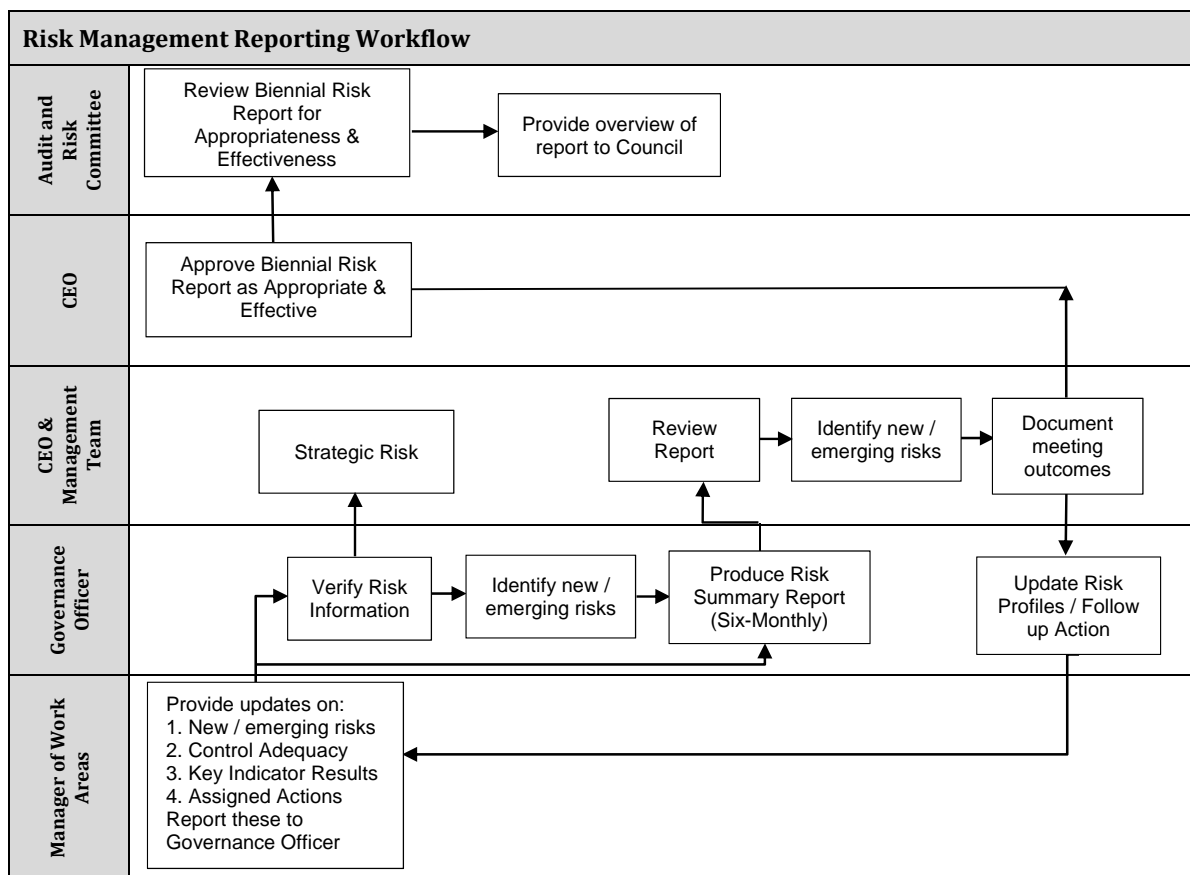 Risk Management Reporting Workflow
Audit and
Risk
Committee
Review Biennial Risk
Report for
Appropriateness &
Effectiveness
Provide overview of
report to Council
CEO
Approve Biennial Risk
Report as Appropriate &
Effective
CEO &
Management
Team
Strategic Risk
Review
Report
Identify new /
emerging risks
Document
meeting
outcomes
Governance
Officer
Verify Risk
Information
Identify new /
emerging risks
Produce Risk
Summary Report
(Six-Monthly)
Update Risk
Profiles / Follow
up Action
Manager of Work
Areas
Provide updates on:
1. New / emerging risks
2. Control Adequacy
3. Key Indicator Results
4. Assigned Actions
Report these to
Governance Officer